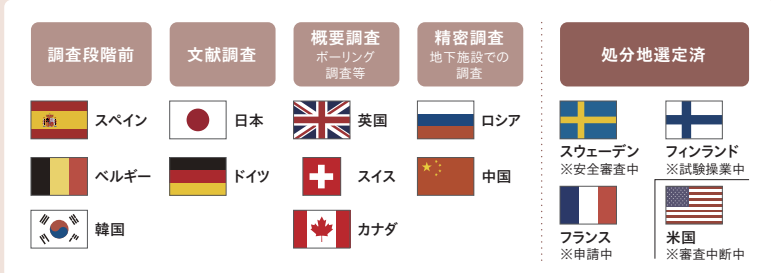 調査段階前
文献調査
概要調査
ボーリング
調査等
精密調査
地下施設での
調査
処分地選定済
スペイン
日本
英国
ロシア
ベルギー
ドイツ
スイス
中国
韓国
カナダ
スウェーデン
※安全審査中
フィンランド
※試験操業中
フランス
※申請中
米国
※審査中断中